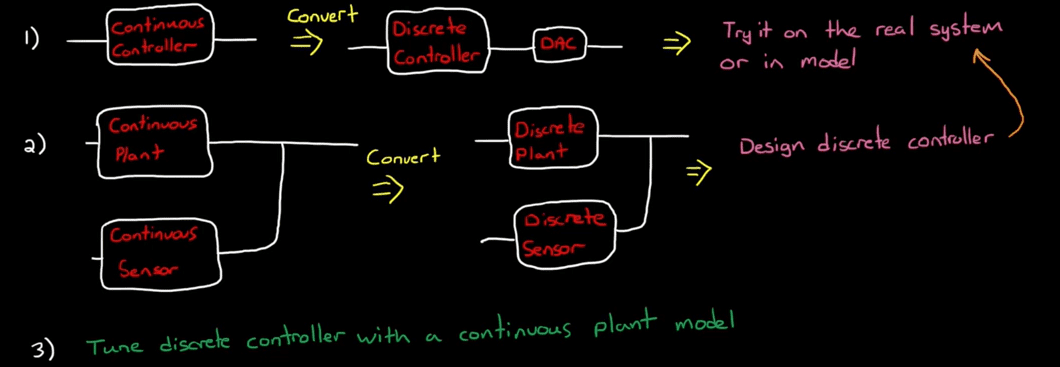 1)
Continuous
Controller
Convert
⇒
Discrete
Controller
DAC
⇒
Try it on the real system
or in model
2)
Continuous
Plant
Continuous
Sensor
Convert
⇒
Discrete
Plant
Discrete
Sensor
⇒
Design discrete controller
3) Tune discrete controller with a continuous plant model